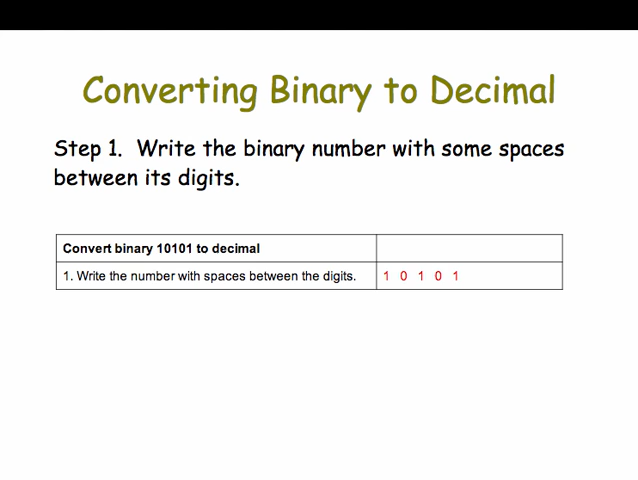 Converting Binary to Decimal
Step 1. Write the binary number with some spaces
between its digits.
Convert binary 10101 to decimal
1. Write the number with spaces between the digits. 1 0 1 0 1